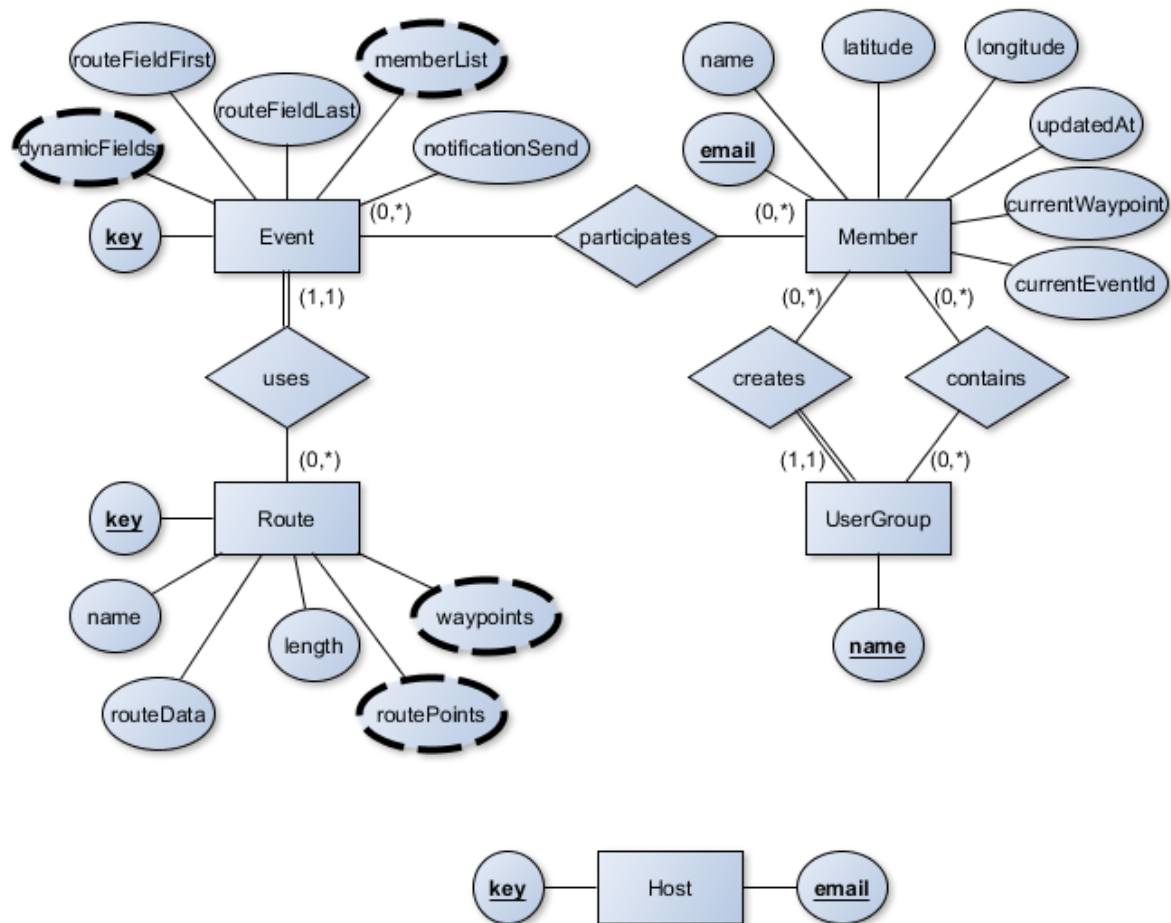 routeFieldFirst
memberList
name
latitude
longitude
routeFieldLast
updatedAt
dynamicFields
notificationSend
email
currentWaypoint
(0,*)
(0,*)
key
Event
participates
Member
currentEventId
(1,1)
(0,*)
(0,*)
uses
creates
contains
(0,*)
(1,1)
(0,*)
key
Route
UserGroup
name
length
waypoints
name
routeData
routePoints
key
Host
email